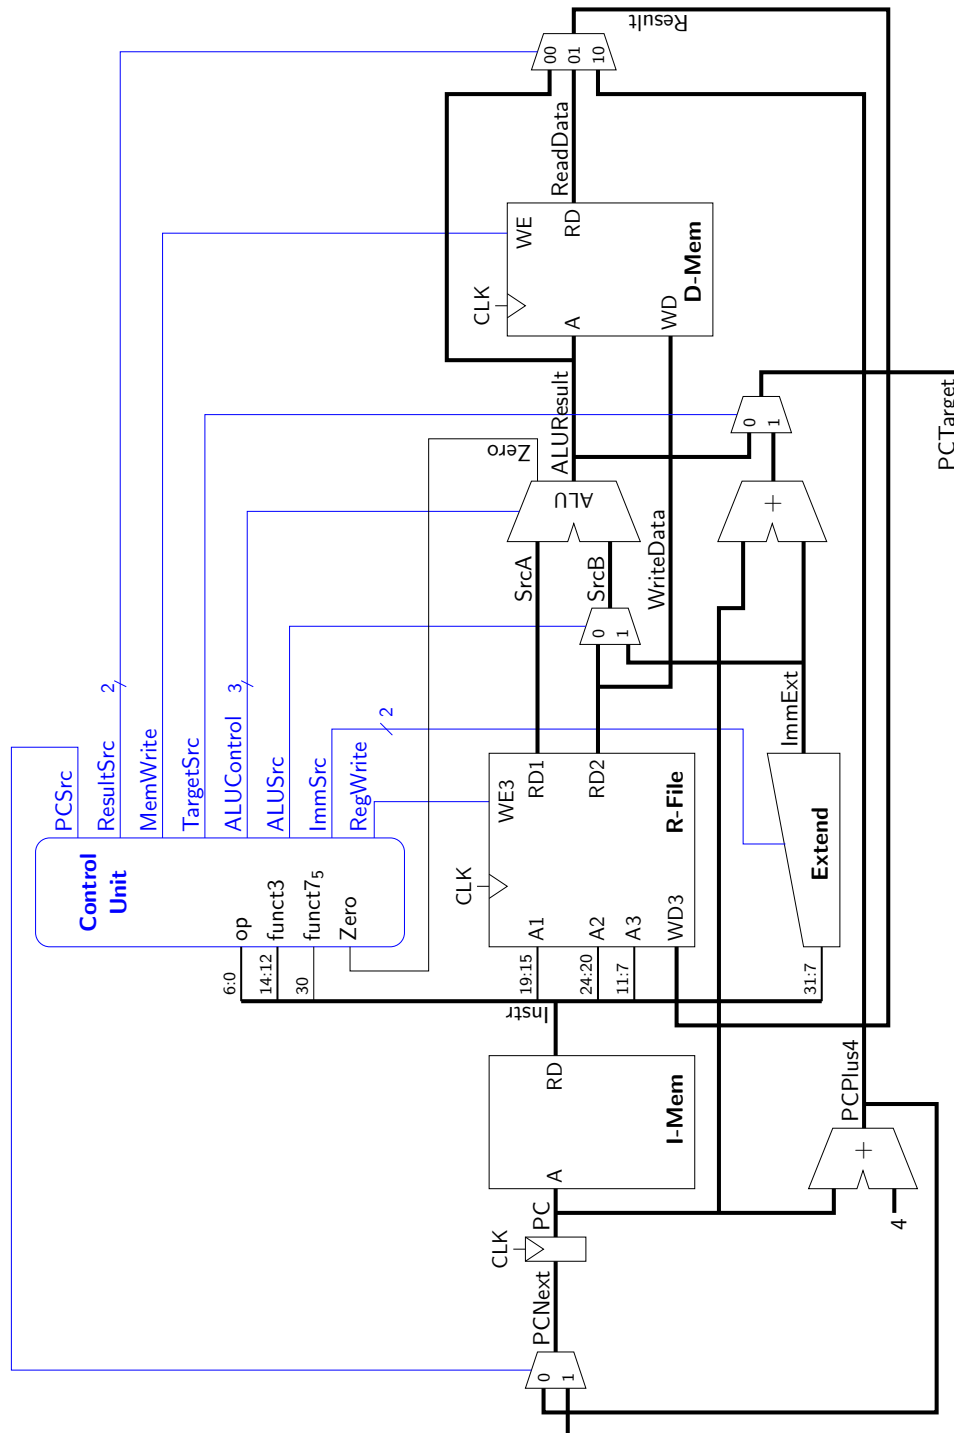 Control
Unit
PCSrc
ResultSrc
MemWrite
TargetSrc
ALUControl
ALUSrc
ImmSrc
RegWrite
2
3
2
op
funct3
funct7₅
Zero
6:0
14:12
30
19:15
24:20
11:7
31:7
Instr
0
1
PCNext
CLK
PC
A
RD
I-Mem
4
+
PCPlus4
CLK
A1
A2
A3
WD3
WE3
RD1
RD2
R-File
Extend
ImmExt
0
1
SrcA
SrcB
WriteData
ALU
Zero
ALUResult
+
0
1
PCTarget
CLK
A
WD
WE
RD
D-Mem
ReadData
00
01
10
Result